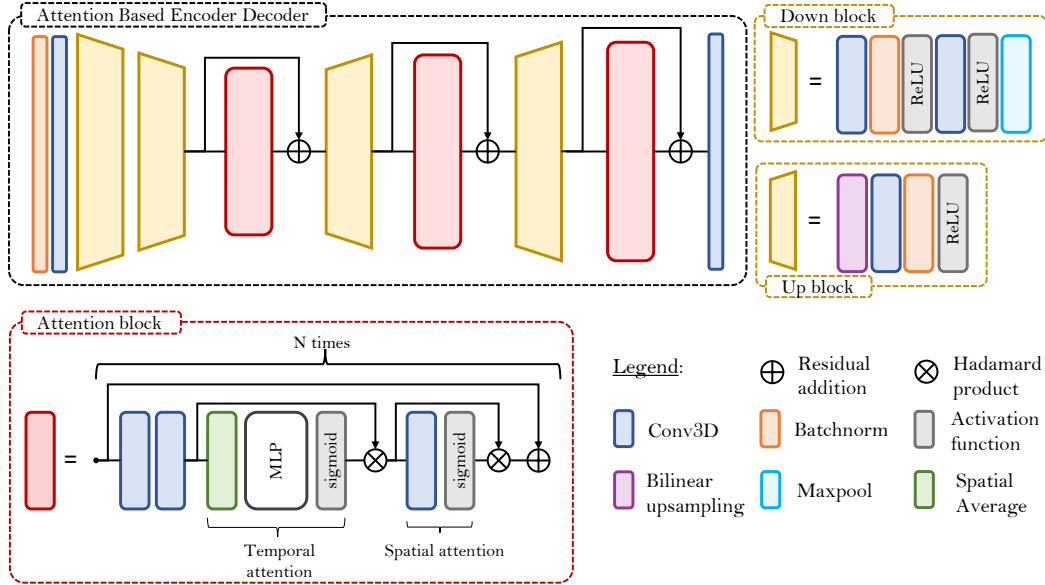 Attention Based Encoder Decoder
Down block
=
ReLU
ReLU
=
ReLU
Up block
Attention block
N times
=
MLP
sigmoid
sigmoid
Temporal
attention
Spatial attention
Legend:
Residual
addition
Hadamard
product
Conv3D
Batchnorm
Activation
function
Bilinear
upsampling
Maxpool
Spatial
Average